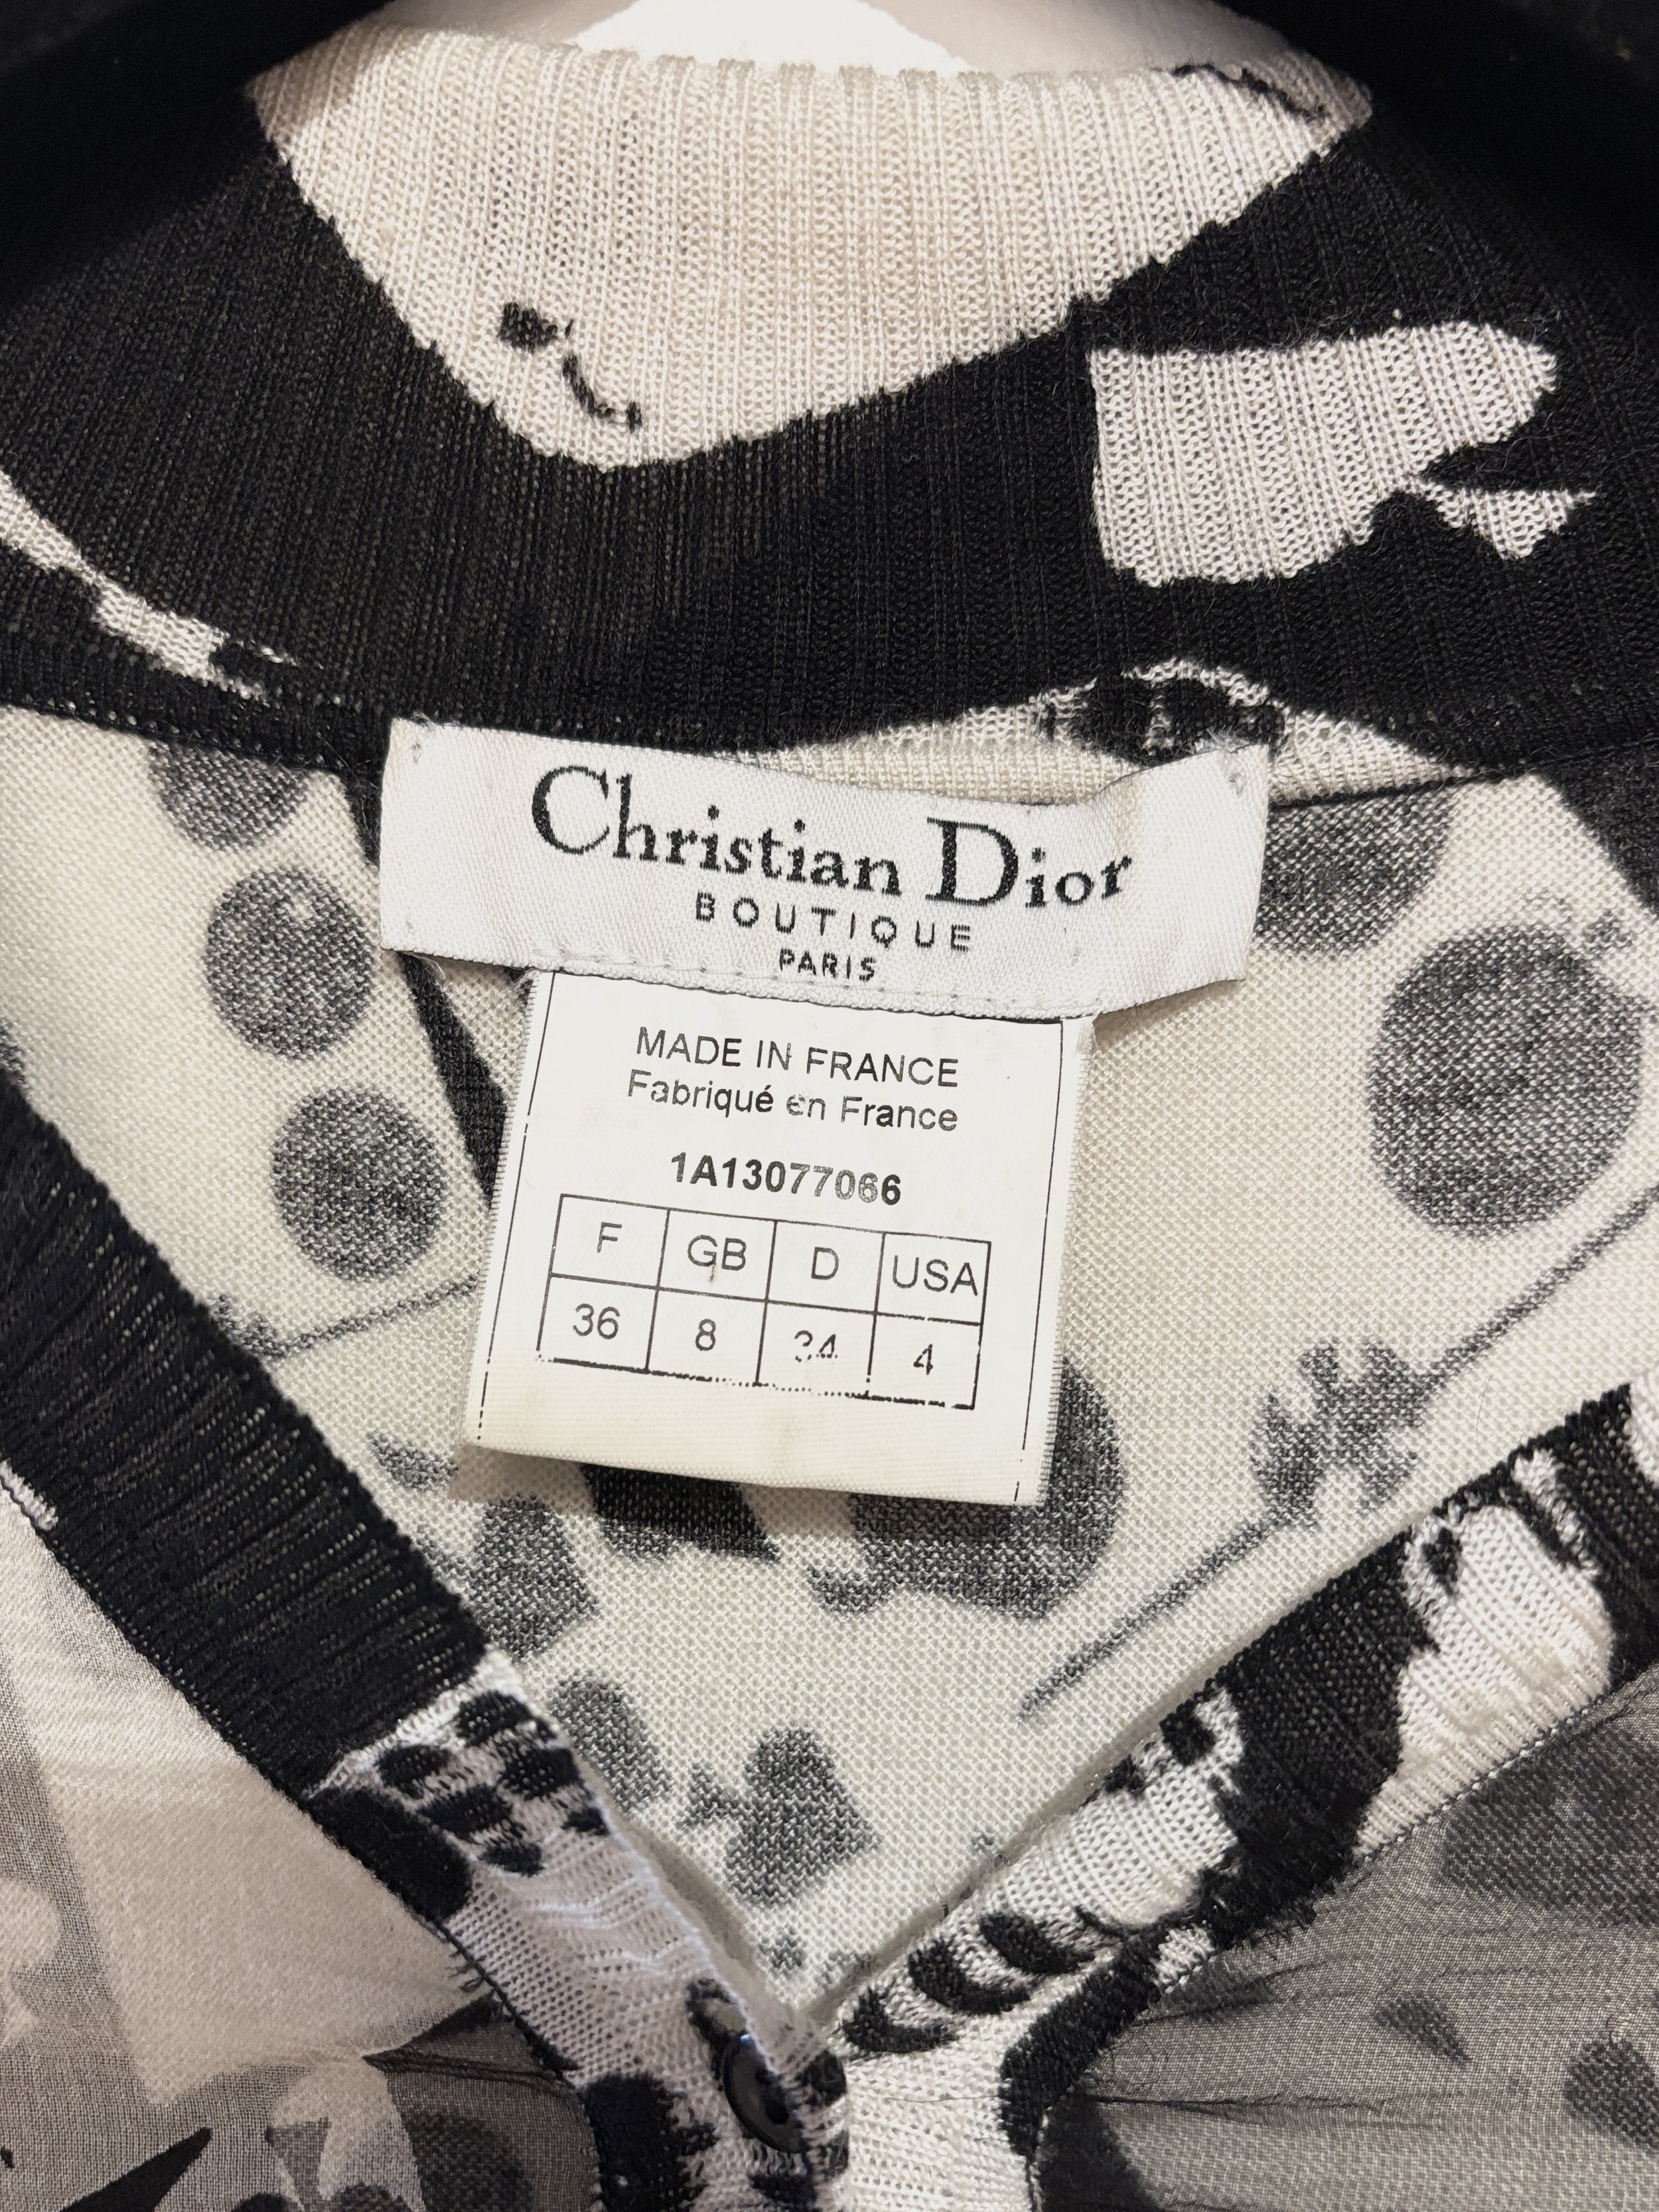 Christian Dior
BOUTIQUE
PARIS
MADE IN FRANCE
Fabriqué en France
1A13077066
F GB D USA
36 8 34 4